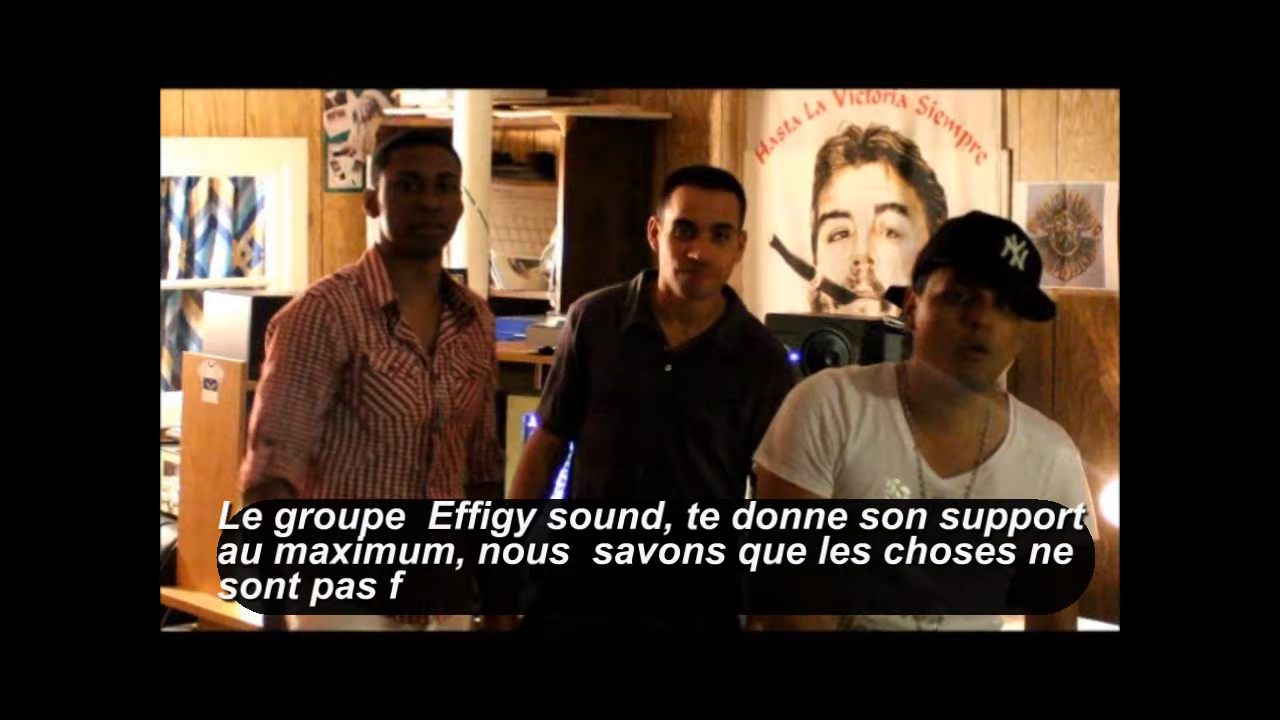 Hasta La Victoria Siempre
NY
Le groupe  Effigy sound, te donne son support
au maximum, nous  savons que les choses ne
sont pas f